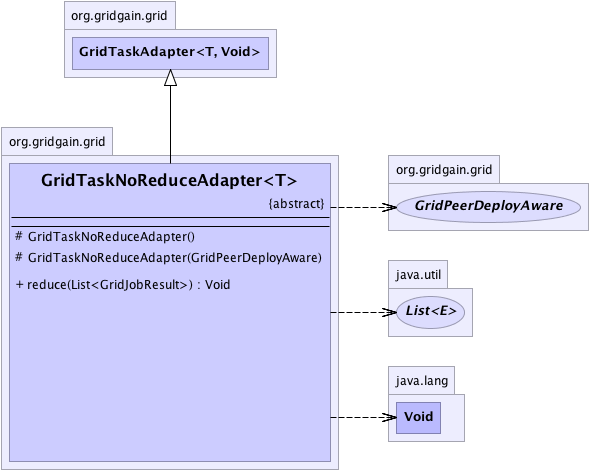 org.gridgain.grid
GridTaskAdapter<T, Void>
org.gridgain.grid
GridTaskNoReduceAdapter<T>
{abstract}
# GridTaskNoReduceAdapter()
# GridTaskNoReduceAdapter(GridPeerDeployAware)
+ reduce(List<GridJobResult>) : Void
org.gridgain.grid
GridPeerDeployAware
java.util
List<E>
java.lang
Void